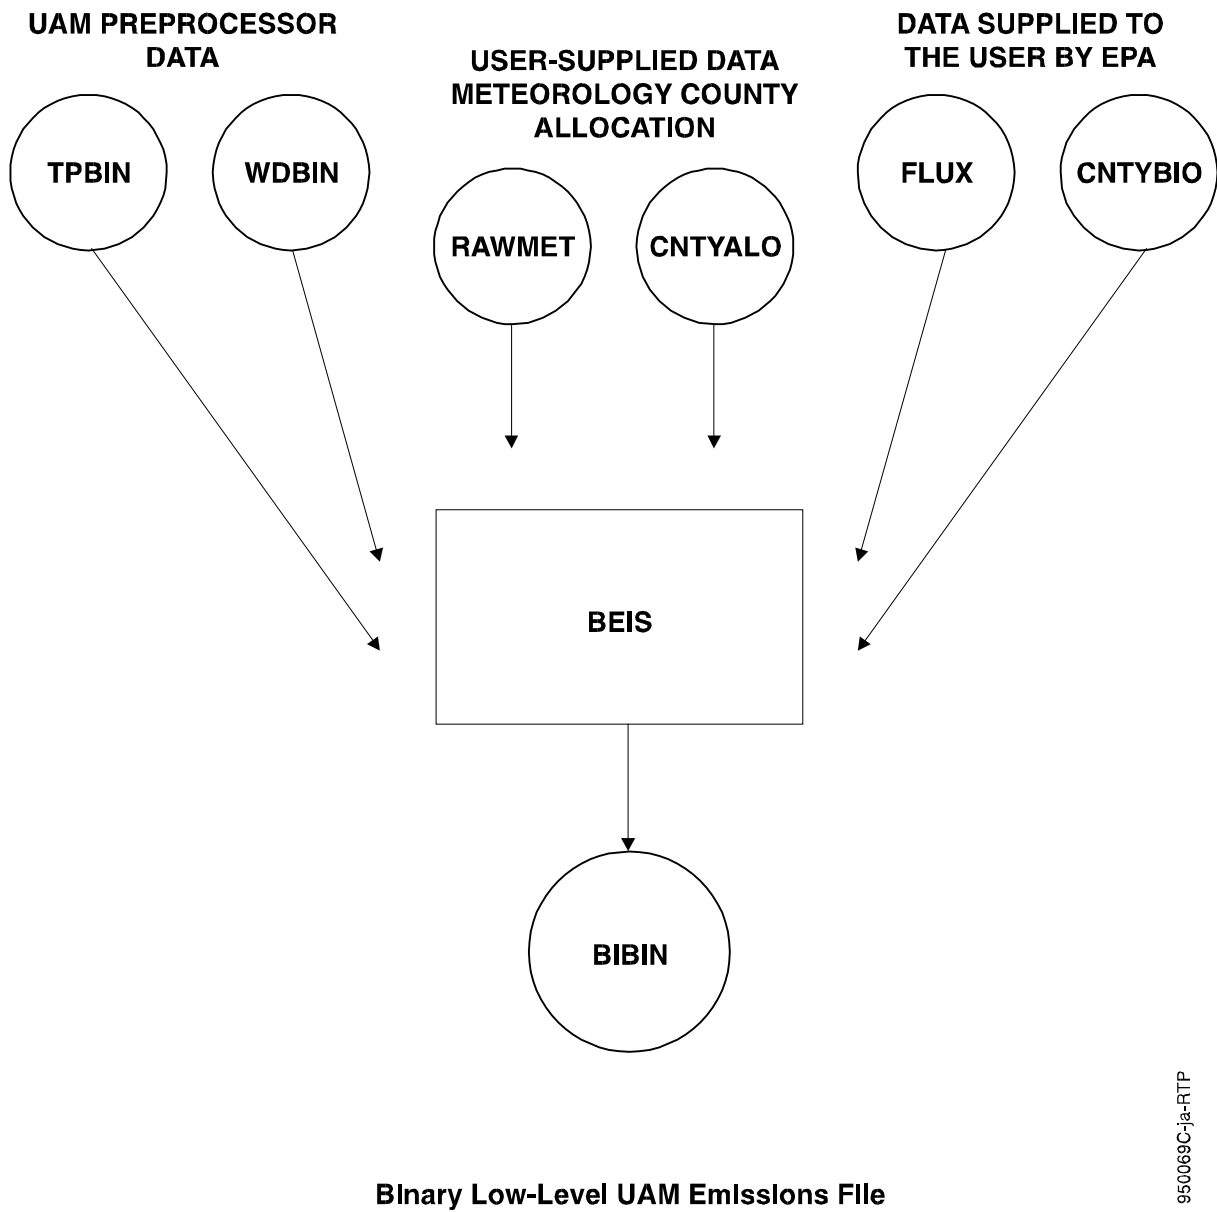 UAM PREPROCESSOR
DATA
USER-SUPPLIED DATA
METEOROLOGY COUNTY
ALLOCATION
DATA SUPPLIED TO
THE USER BY EPA
TPBIN
WDBIN
RAWMET
CNTYALO
FLUX
CNTYBIO
BEIS
BIBIN
950069C-ja-RTP
Binary Low-Level UAM Emissions File